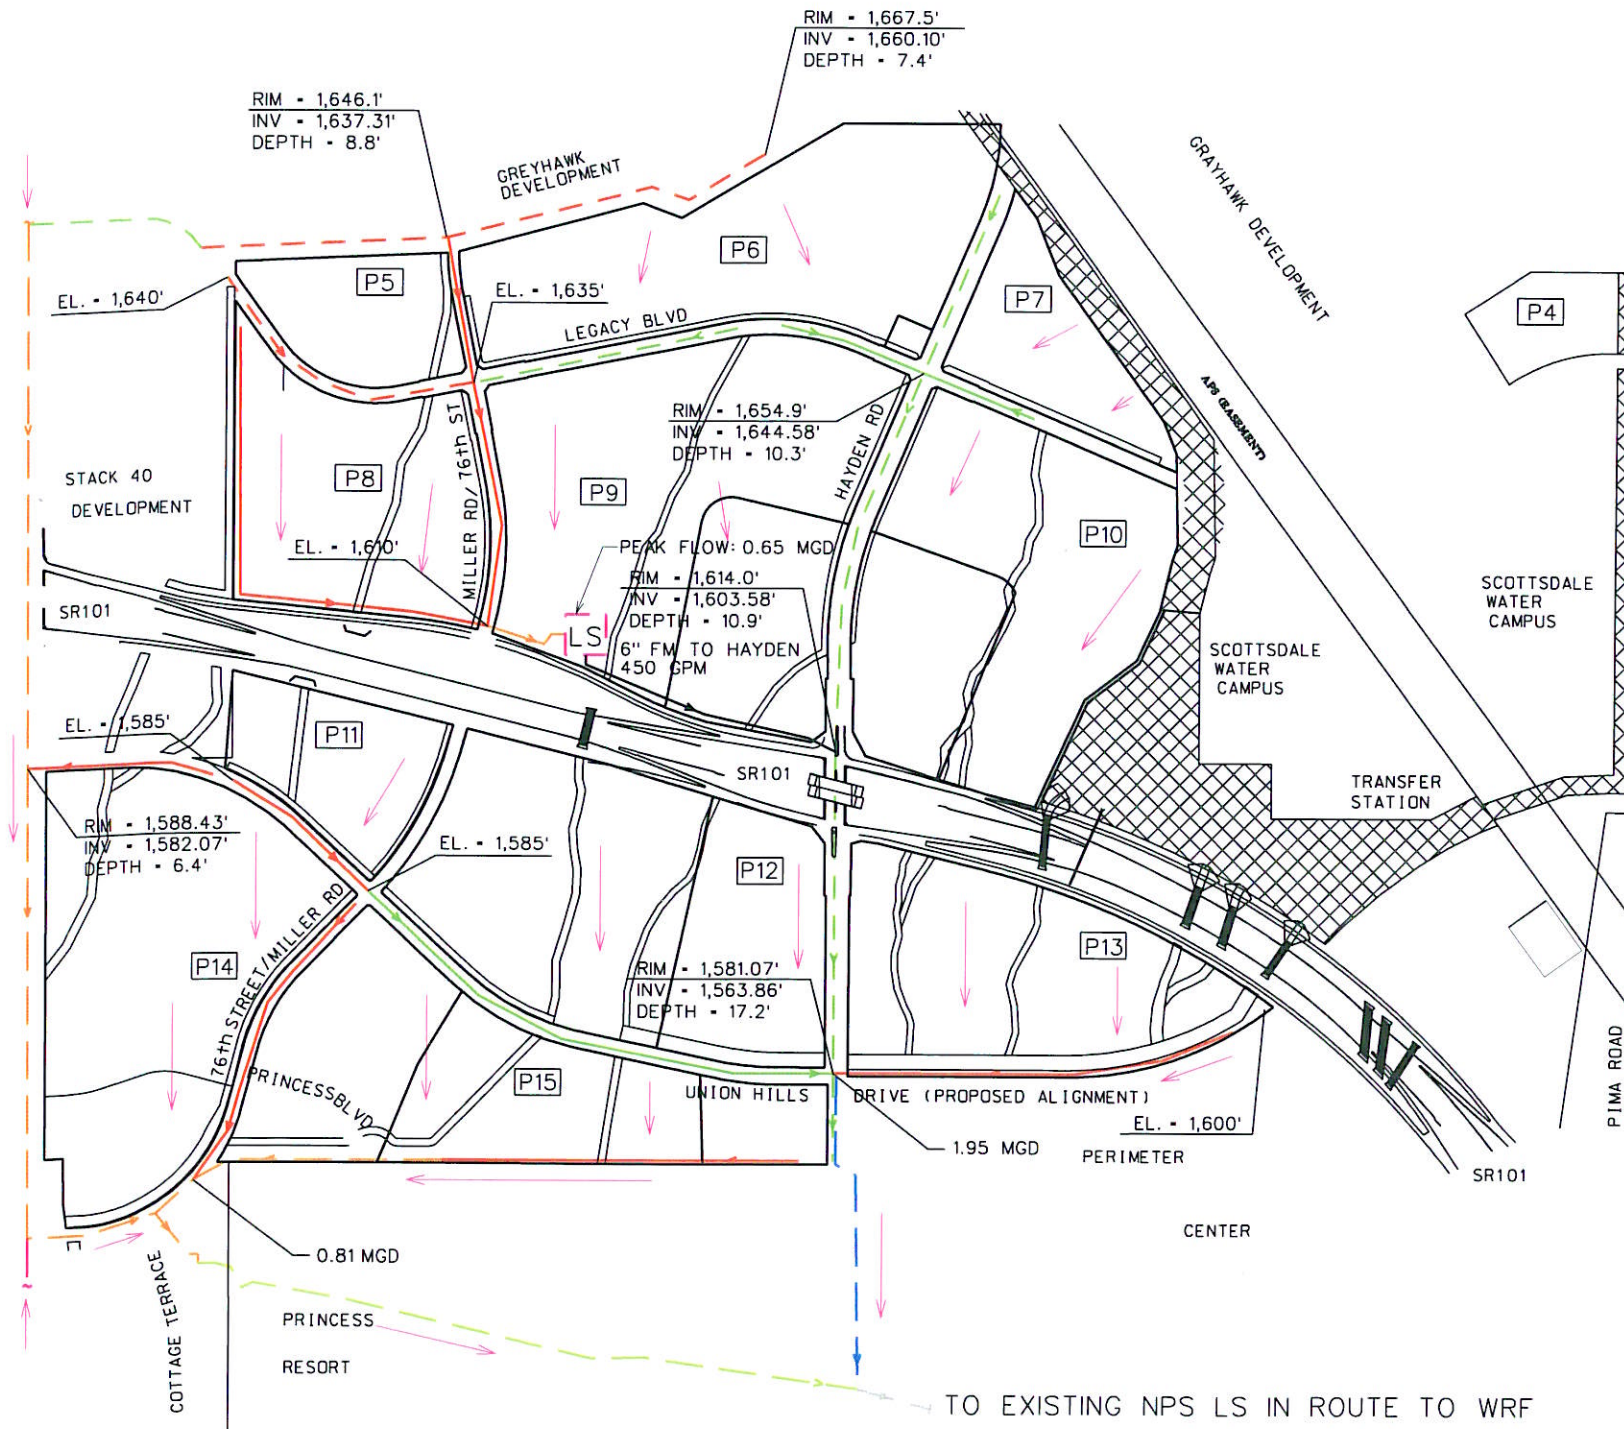 RIM - 1,667.5'
INV - 1,660.10'
DEPTH - 7.4'
RIM - 1,646.1'
INV - 1,637.31'
DEPTH - 8.8'
GREYHAWK
DEVELOPMENT
GRAYHAWK DEVELOPMENT
P6
P5
P7
P4
EL. - 1,640'
EL. - 1,635'
LEGACY BLVD
APS (EASEMENT)
RIM - 1,654.9'
INV - 1,644.58'
DEPTH - 10.3'
HAYDEN RD
MILLER RD/ 76th ST
STACK 40
DEVELOPMENT
P8
P9
P10
EL. - 1,610'
PEAK FLOW: 0.65 MGD
RIM - 1,614.0'
INV - 1,603.58'
DEPTH - 10.9'
6" FM TO HAYDEN
450 GPM
LS
SR101
SCOTTSDALE
WATER
CAMPUS
SCOTTSDALE
WATER
CAMPUS
EL. - 1,585'
P11
SR101
TRANSFER
STATION
RIM - 1,588.43'
INV - 1,582.07'
DEPTH - 6.4'
EL. - 1,585'
P12
76th STREET/MILLER RD
P14
P13
RIM - 1,581.07'
INV - 1,563.86'
DEPTH - 17.2'
PRINCESSBLVD
P15
UNION HILLS
DRIVE (PROPOSED ALIGNMENT)
EL. - 1,600'
PIMA ROAD
1.95 MGD
PERIMETER
CENTER
SR101
0.81 MGD
COTTAGE TERRACE
PRINCESS
RESORT
TO EXISTING NPS LS IN ROUTE TO WRF